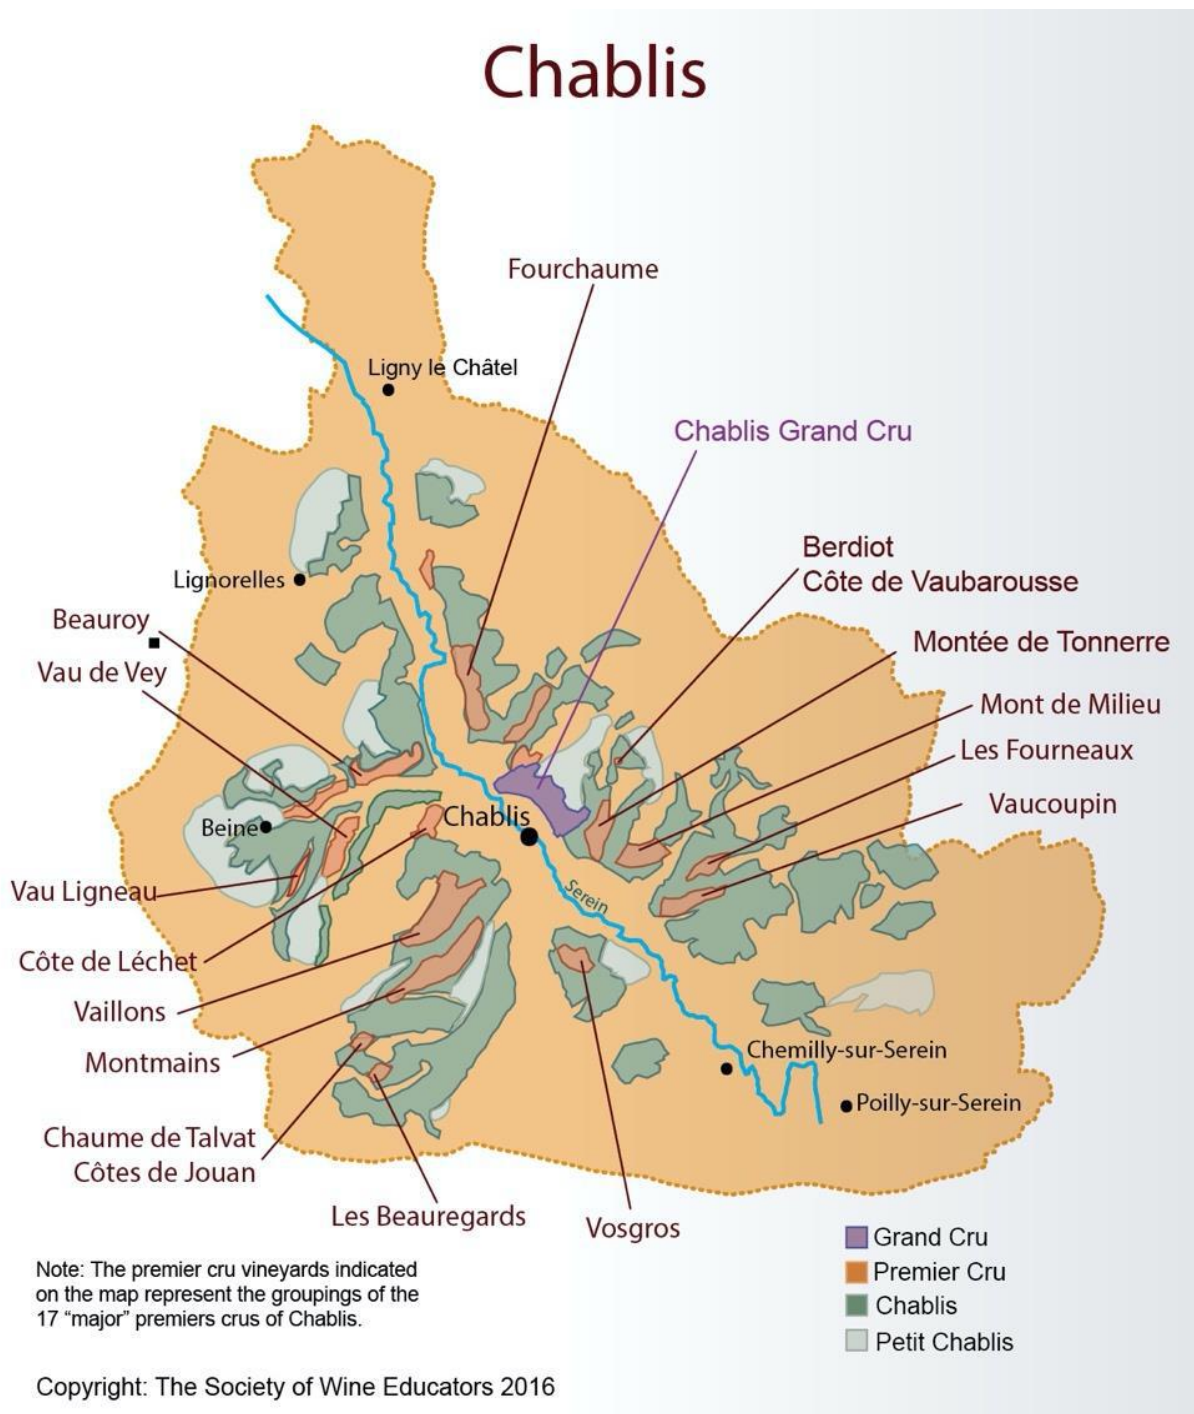 Chablis
Fourchaume
Ligny le Châtel
Chablis Grand Cru
Berdiot
Côte de Vaubarousse
Lignorelles
Beauroy
Montée de Tonnerre
Vau de Vey
Mont de Milieu
Les Fourneaux
Vaucoupin
Chablis
Beine
Vau Ligneau
Serein
Côte de Léchet
Vaillons
Montmains
Chemilly-sur-Serein
Poilly-sur-Serein
Chaume de Talvat
Côtes de Jouan
Les Beauregards
Vosgros
Grand Cru
Premier Cru
Chablis
Petit Chablis
Note: The premier cru vineyards indicated
on the map represent the groupings of the
17 “major” premiers crus of Chablis.
Copyright: The Society of Wine Educators 2016